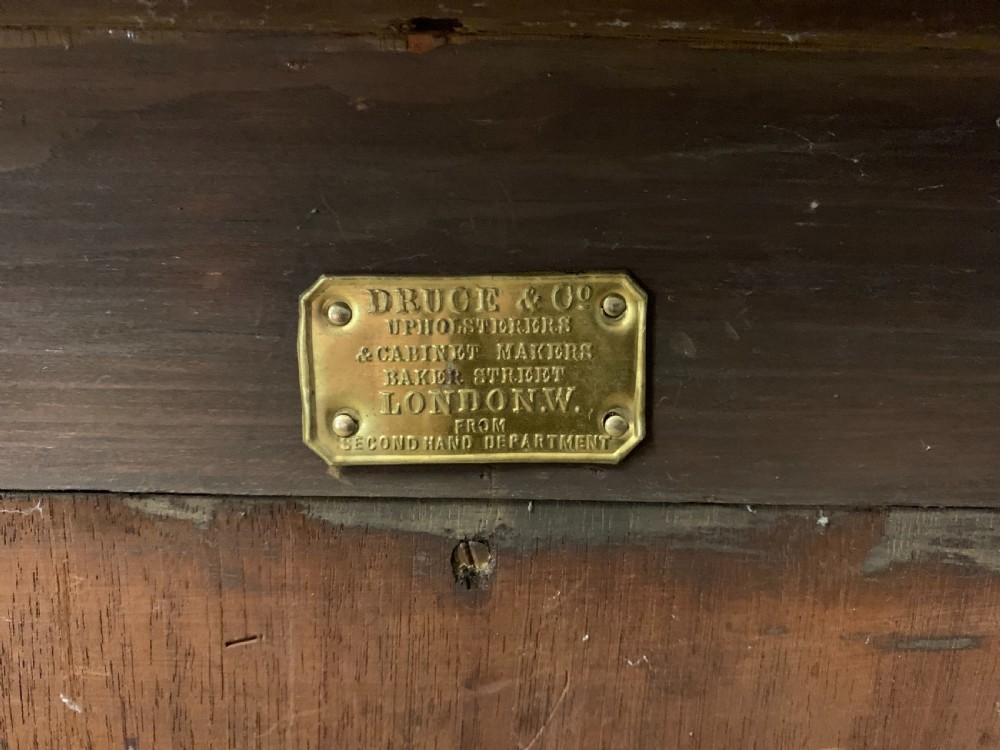 DRUCE & Cº
UPHOLSTERERS
& CABINET MAKERS
BAKER STREET
LONDON.W.
FROM
SECOND HAND DEPARTMENT